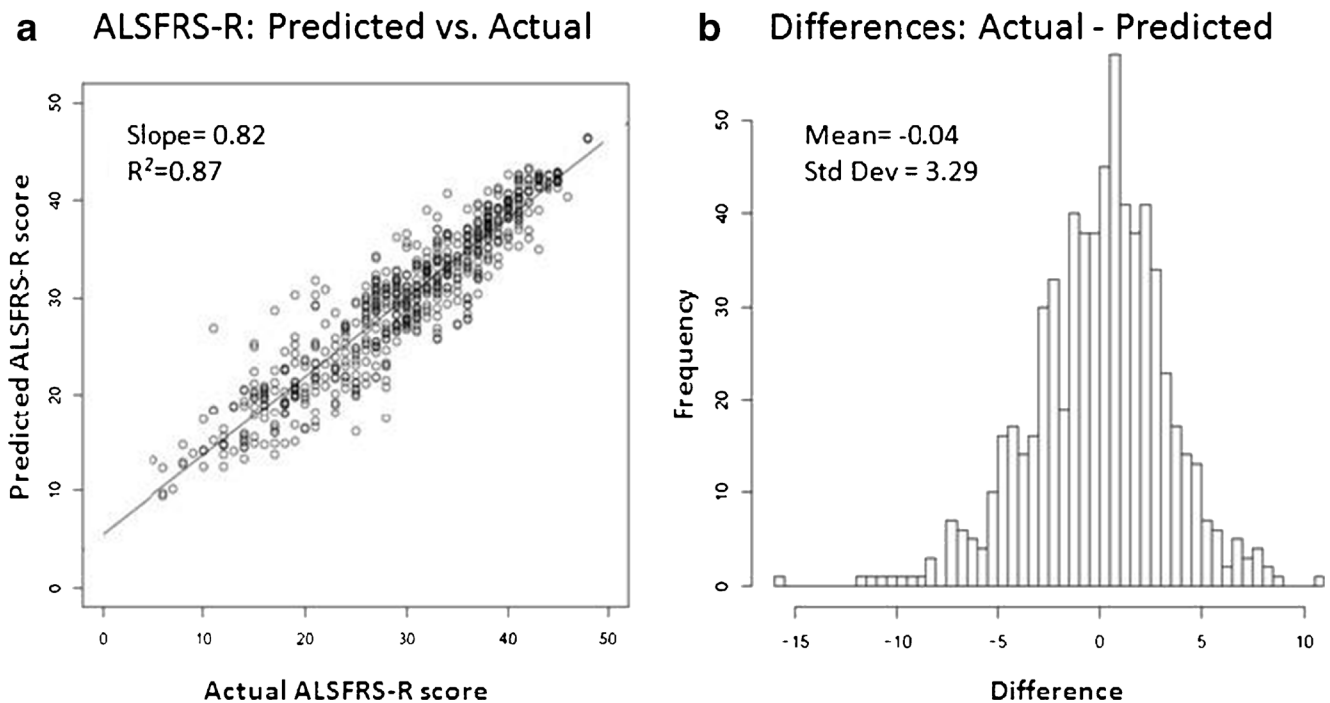 a ALSFRS-R: Predicted vs. Actual
Slope= 0.82
R²=0.87
50
40
30
20
10
0
Predicted ALSFRS-R score
0 10 20 30 40 50
Actual ALSFRS-R score
b Differences: Actual - Predicted
Mean= -0.04
Std Dev = 3.29
50
40
30
20
10
0
Frequency
-15 -10 -5 0 5 10
Difference